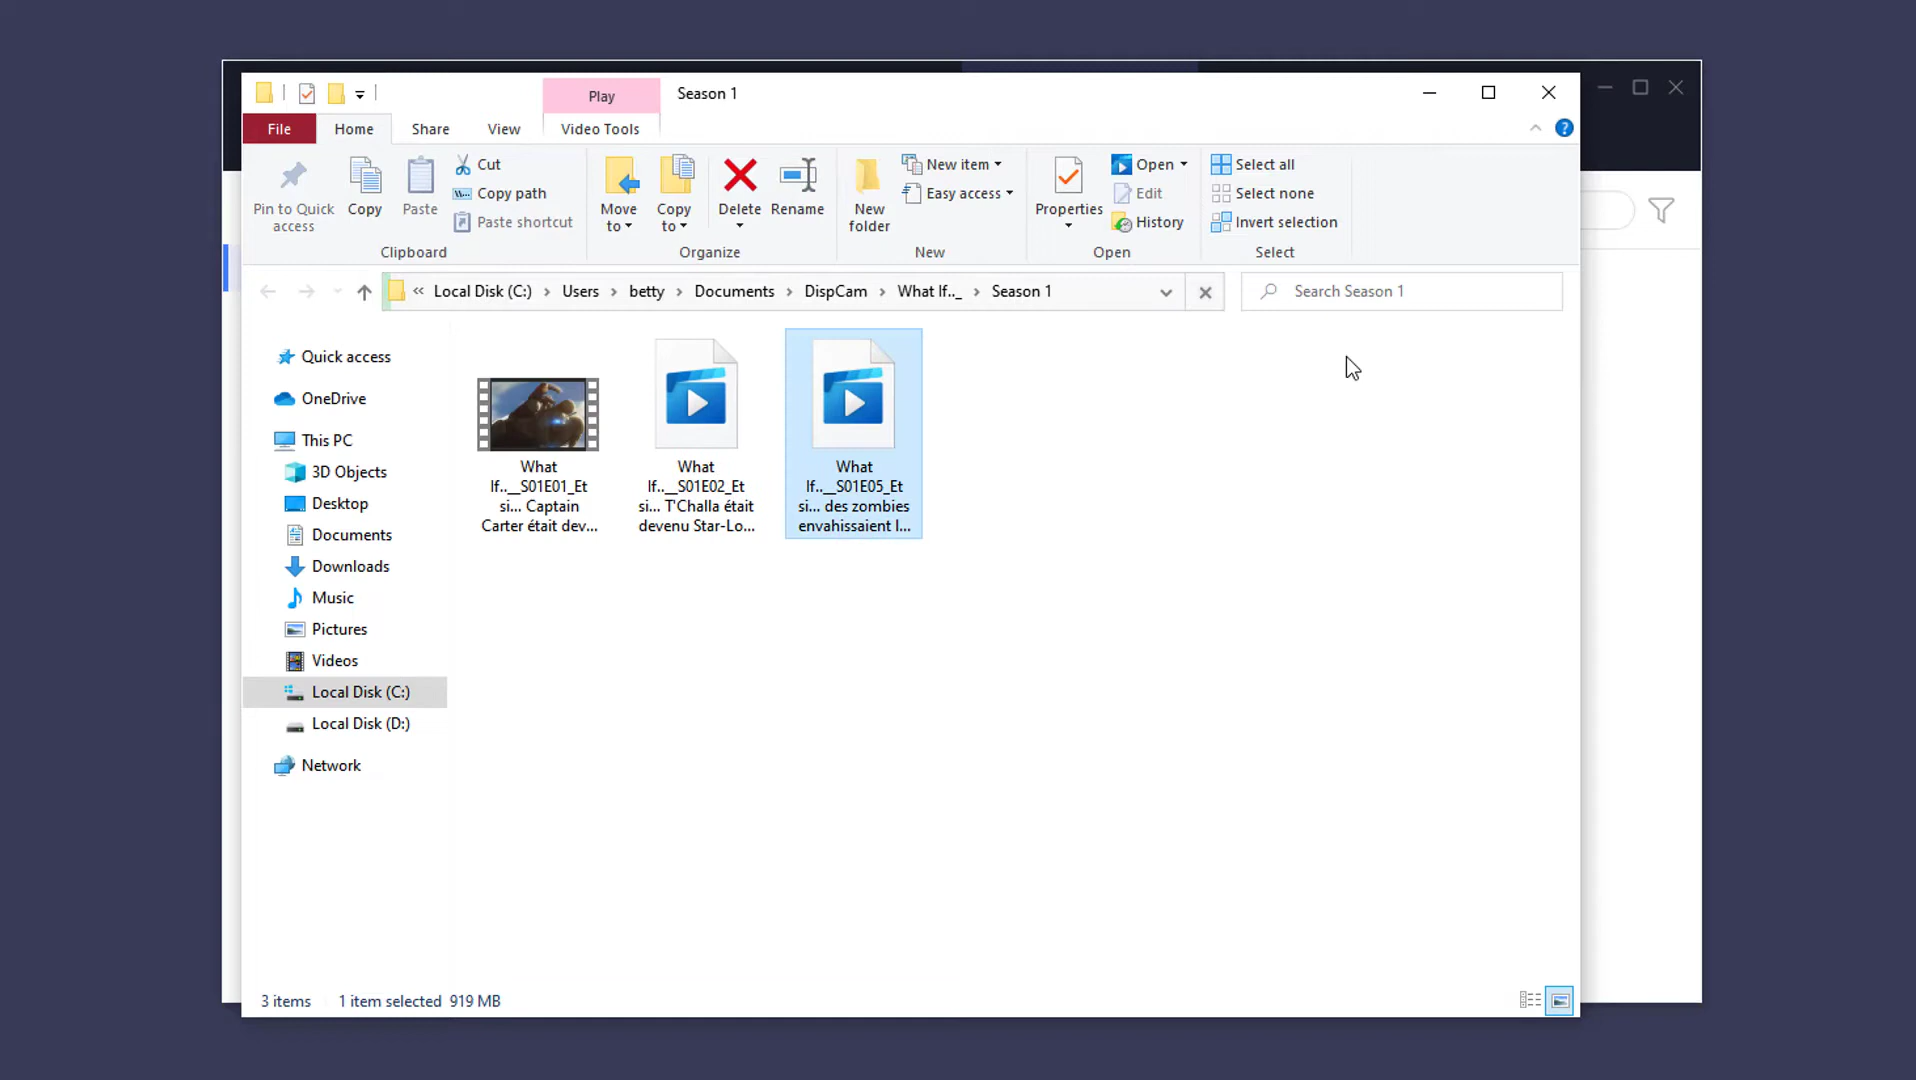 Play
Season 1
File
Home
Share
View
Video Tools
Pin to Quick
access
Copy
Paste
Cut
Copy path
Paste shortcut
Clipboard
Move
to
Copy
to
Delete
Rename
Organize
New
folder
New item
Easy access
New
Properties
Open
Edit
History
Open
Select all
Select none
Invert selection
Select
« Local Disk (C:) > Users > betty > Documents > DispCam > What If.._ > Season 1
Search Season 1
Quick access
OneDrive
This PC
3D Objects
Desktop
Documents
Downloads
Music
Pictures
Videos
Local Disk (C:)
Local Disk (D:)
Network
What
If..__S01E01_Et
si... Captain
Carter était dev...
What
If..__S01E02_Et
si... T'Challa était
devenu Star-Lo...
What
If..__S01E05_Et
si... des zombies
envahissaient l...
3 items
1 item selected 919 MB